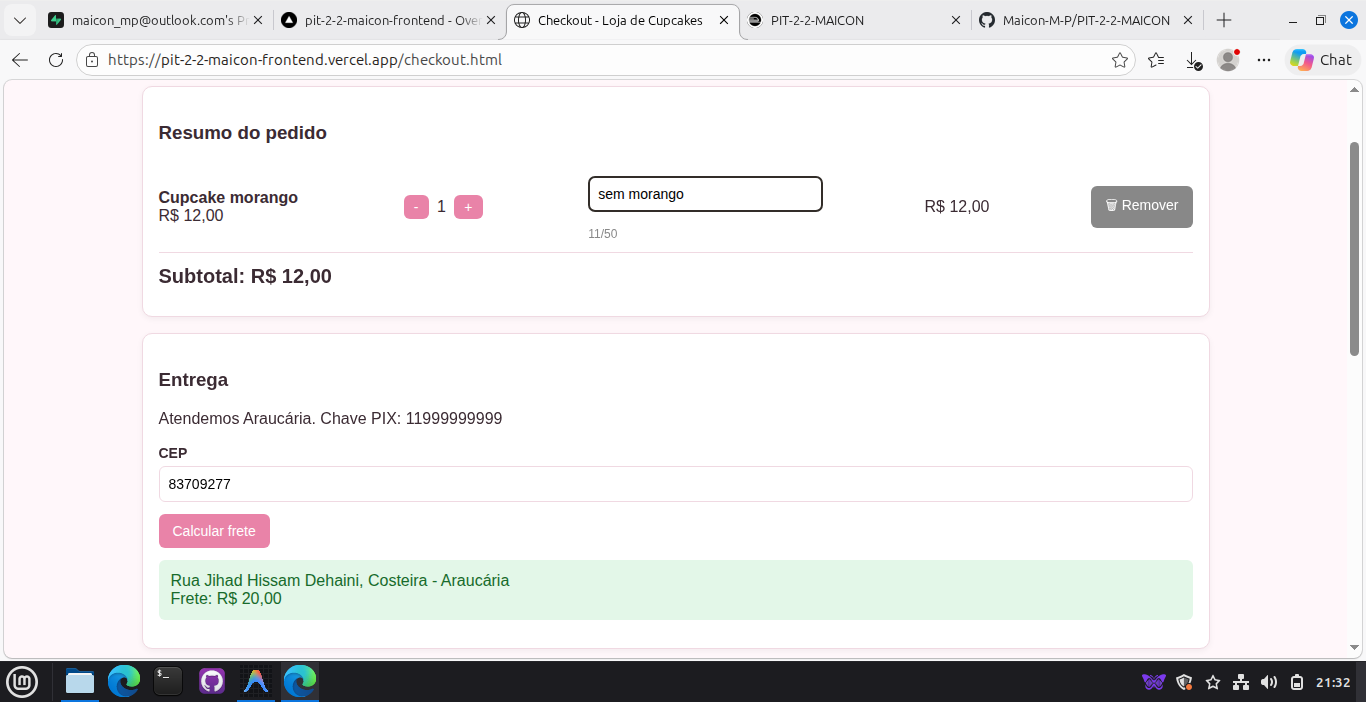 maicon_mp@outlook.com's P
pit-2-2-maicon-frontend - Over
Checkout - Loja de Cupcakes
PIT-2-2-MAICON
Maicon-M-P/PIT-2-2-MAICON
https://pit-2-2-maicon-frontend.vercel.app/checkout.html
Chat
Resumo do pedido
Cupcake morango
R$ 12,00
- 1 +
sem morango
11/50
R$ 12,00
Remover
Subtotal: R$ 12,00
Entrega
Atendemos Araucária. Chave PIX: 11999999999
CEP
83709277
Calcular frete
Rua Jihad Hissam Dehaini, Costeira - Araucária
Frete: R$ 20,00
21:32